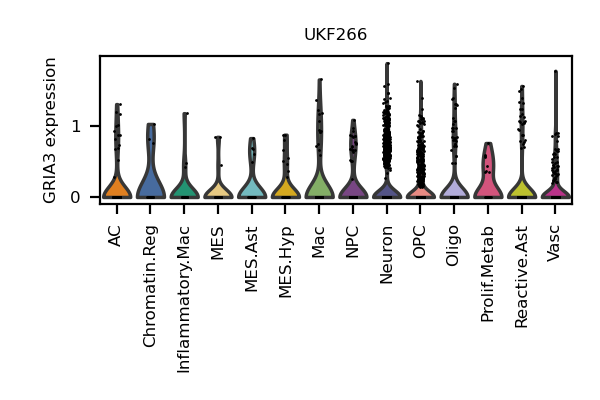 UKF266
GRIA3 expression
1
0
AC
Chromatin.Reg
Inflammatory.Mac
MES
MES.Ast
MES.Hyp
Mac
NPC
Neuron
OPC
Oligo
Prolif.Metab
Reactive.Ast
Vasc